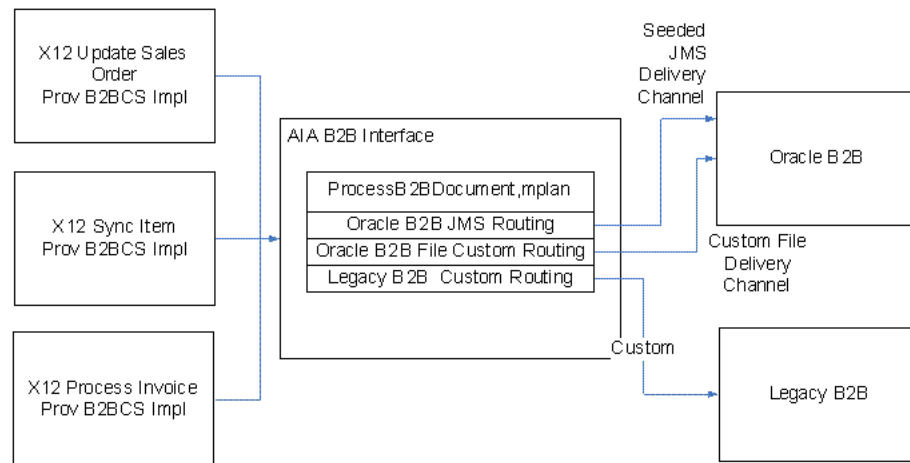 X12 Update Sales
Order
Prov B2BCS Impl
X12 Sync Item
Prov B2BCS Impl
X12 Process Invoice
Prov B2BCS Impl
AIA B2B Interface
ProcessB2BDocument,mplan
Oracle B2B JMS Routing
Oracle B2B File Custom Routing
Legacy B2B Custom Routing
Seeded
JMS
Delivery
Channel
Oracle B2B
Custom File
Delivery
Channel
Custom
Legacy B2B